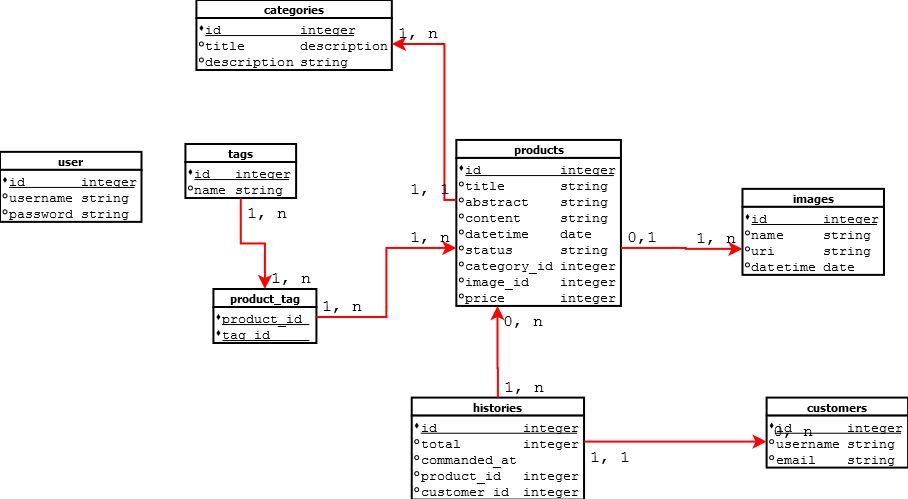 categories
id integer
title description
description string
1, n
user
id integer
username string
password string
tags
id integer
name string
1, n
1, n
product_tag
product_id
tag_id
1, n
1, n
1, 1
products
id integer
title string
abstract string
content string
datetime date
status string
category_id integer
image_id integer
price integer
0,1
1, n
images
id integer
name string
uri string
datetime date
0, n
1, n
histories
id integer
total integer
commanded_at
product_id integer
customer_id integer
1, 1
0, n
customers
id integer
username string
email string